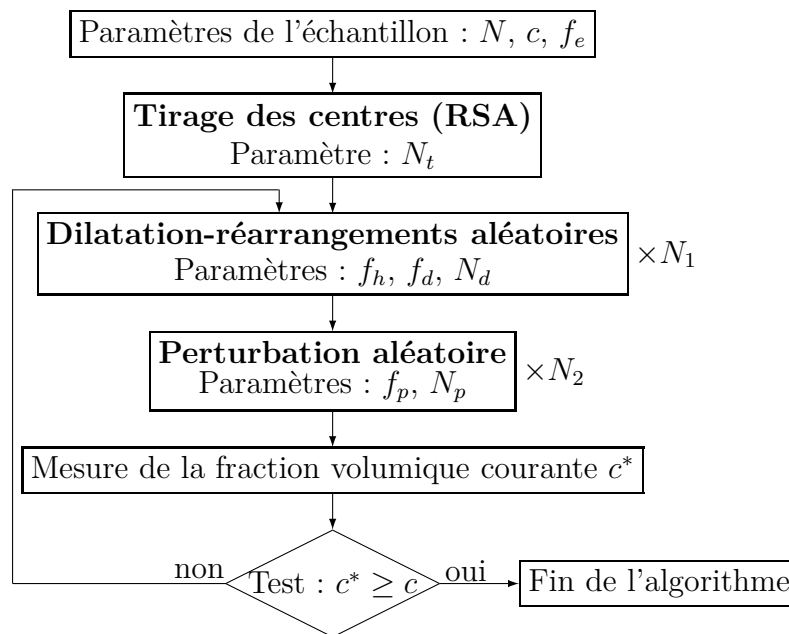 Paramètres de l'échantillon : N, c, f_e
Tirage des centres (RSA)
Paramètre : N_t
Dilatation-réarrangements aléatoires
Paramètres : f_h, f_d, N_d
×N_1
Perturbation aléatoire
Paramètres : f_p, N_p
×N_2
Mesure de la fraction volumique courante c*
non
Test : c* ≥ c
oui
Fin de l'algorithme